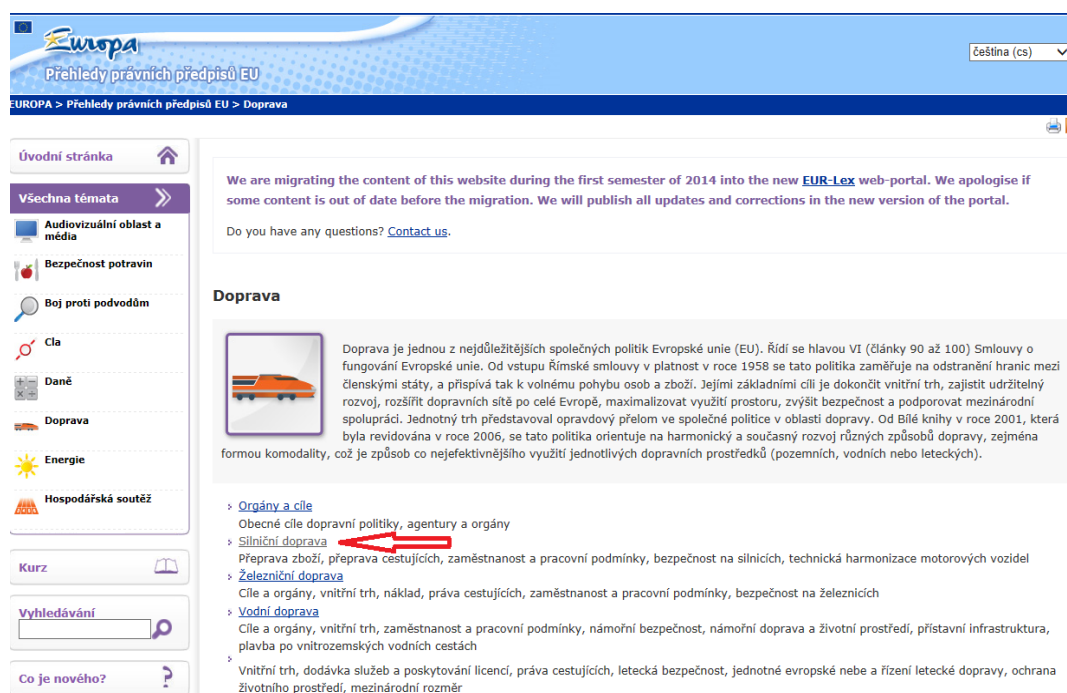 Europa
Přehledy právních předpisů EU
čeština (cs)
EUROPA > Přehledy právních předpisů EU > Doprava
Úvodní stránka
Všechna témata
Audiovizuální oblast a
média
Bezpečnost potravin
Boj proti podvodům
Cla
Daně
Doprava
Energie
Hospodářská soutěž
Kurz
Vyhledávání
Co je nového?
We are migrating the content of this website during the first semester of 2014 into the new EUR-Lex web-portal. We apologise if
some content is out of date before the migration. We will publish all updates and corrections in the new version of the portal.
Do you have any questions? Contact us.
Doprava
Doprava je jednou z nejdůležitějších společných politik Evropské unie (EU). Řídí se hlavou VI (články 90 až 100) Smlouvy o
fungování Evropské unie. Od vstupu Římské smlouvy v platnost v roce 1958 se tato politika zaměřuje na odstranění hranic mezi
členskými státy, a přispívá tak k volnému pohybu osob a zboží. Jejími základními cíli je dokončit vnitřní trh, zajistit udržitelný
rozvoj, rozšířit dopravních sítě po celé Evropě, maximalizovat využití prostoru, zvýšit bezpečnost a podporovat mezinárodní
spolupráci. Jednotný trh představoval opravdový přelom ve společné politice v oblasti dopravy. Od Bílé knihy v roce 2001, která
byla revidována v roce 2006, se tato politika orientuje na harmonický a současný rozvoj různých způsobů dopravy, zejména
formou komodality, což je způsob co nejefektivnějšího využití jednotlivých dopravních prostředků (pozemních, vodních nebo leteckých).
Orgány a cíle
Obecné cíle dopravní politiky, agentury a orgány
Silniční doprava
Přeprava zboží, přeprava cestujících, zaměstnanost a pracovní podmínky, bezpečnost na silnicích, technická harmonizace motorových vozidel
Železniční doprava
Cíle a orgány, vnitřní trh, náklad, práva cestujících, zaměstnanost a pracovní podmínky, bezpečnost na železnicích
Vodní doprava
Cíle a orgány, vnitřní trh, zaměstnanost a pracovní podmínky, námořní bezpečnost, námořní doprava a životní prostředí, přístavní infrastruktura,
plavba po vnitrozemských vodních cestách
Vnitřní trh, dodávka služeb a poskytování licencí, práva cestujících, letecká bezpečnost, jednotné evropské nebe a řízení letecké dopravy, ochrana
životního prostředí, mezinárodní rozměr